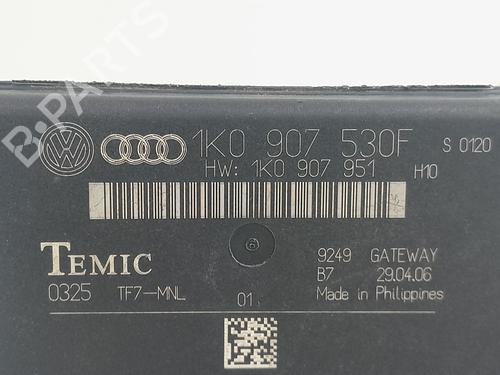 1K0 907 530F S 0120
HW: 1K0 907 951 H10
TEMIC
9249 GATEWAY
B7 29.04.06
0325 TF7-MNL 01 Made in Philippines
B-PARTS